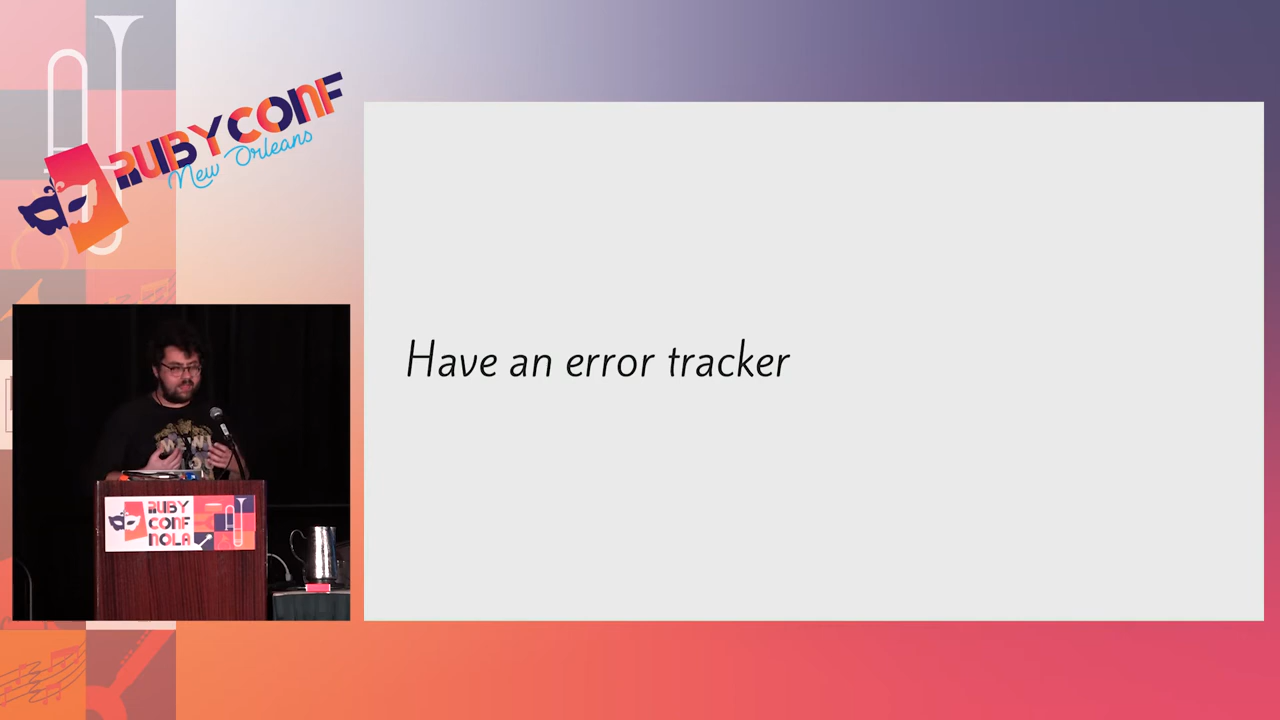 RUBYCONF
New Orleans
Have an error tracker
RUBY
CONF
NOLA